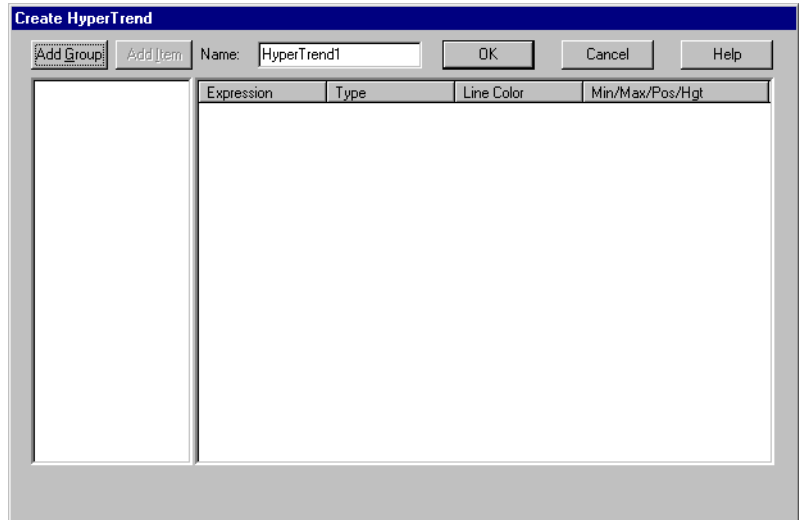 Create HyperTrend
Add Group Add Item Name: HyperTrend1 OK Cancel Help
Expression Type Line Color Min/Max/Pos/Hgt